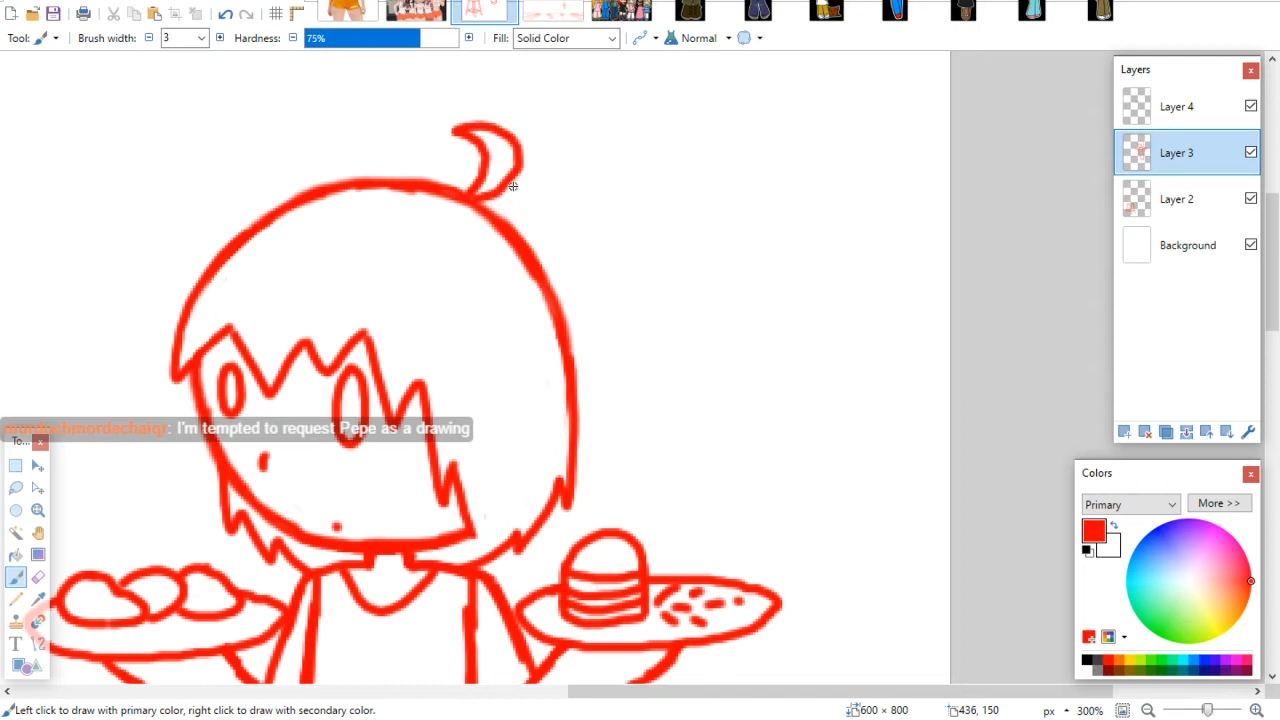 Tool:
Brush width:
3
Hardness:
75%
Fill:
Solid Color
Normal
Layers
Layer 4
Layer 3
Layer 2
Background
I'm tempted to request Pepe as a drawing
To...
Colors
Primary
More >>
Left click to draw with primary color, right click to draw with secondary color.
600 × 800
436, 150
px
300%